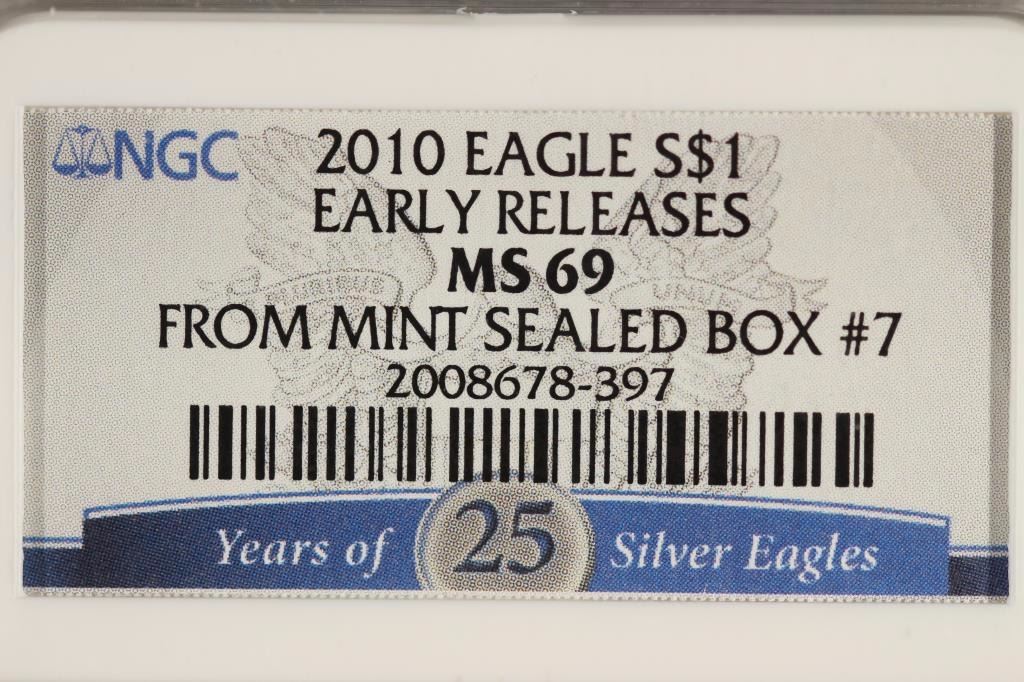 NGC 2010 EAGLE S$1
EARLY RELEASES
MS 69
FROM MINT SEALED BOX #7
2008678-397
Years of 25 Silver Eagles